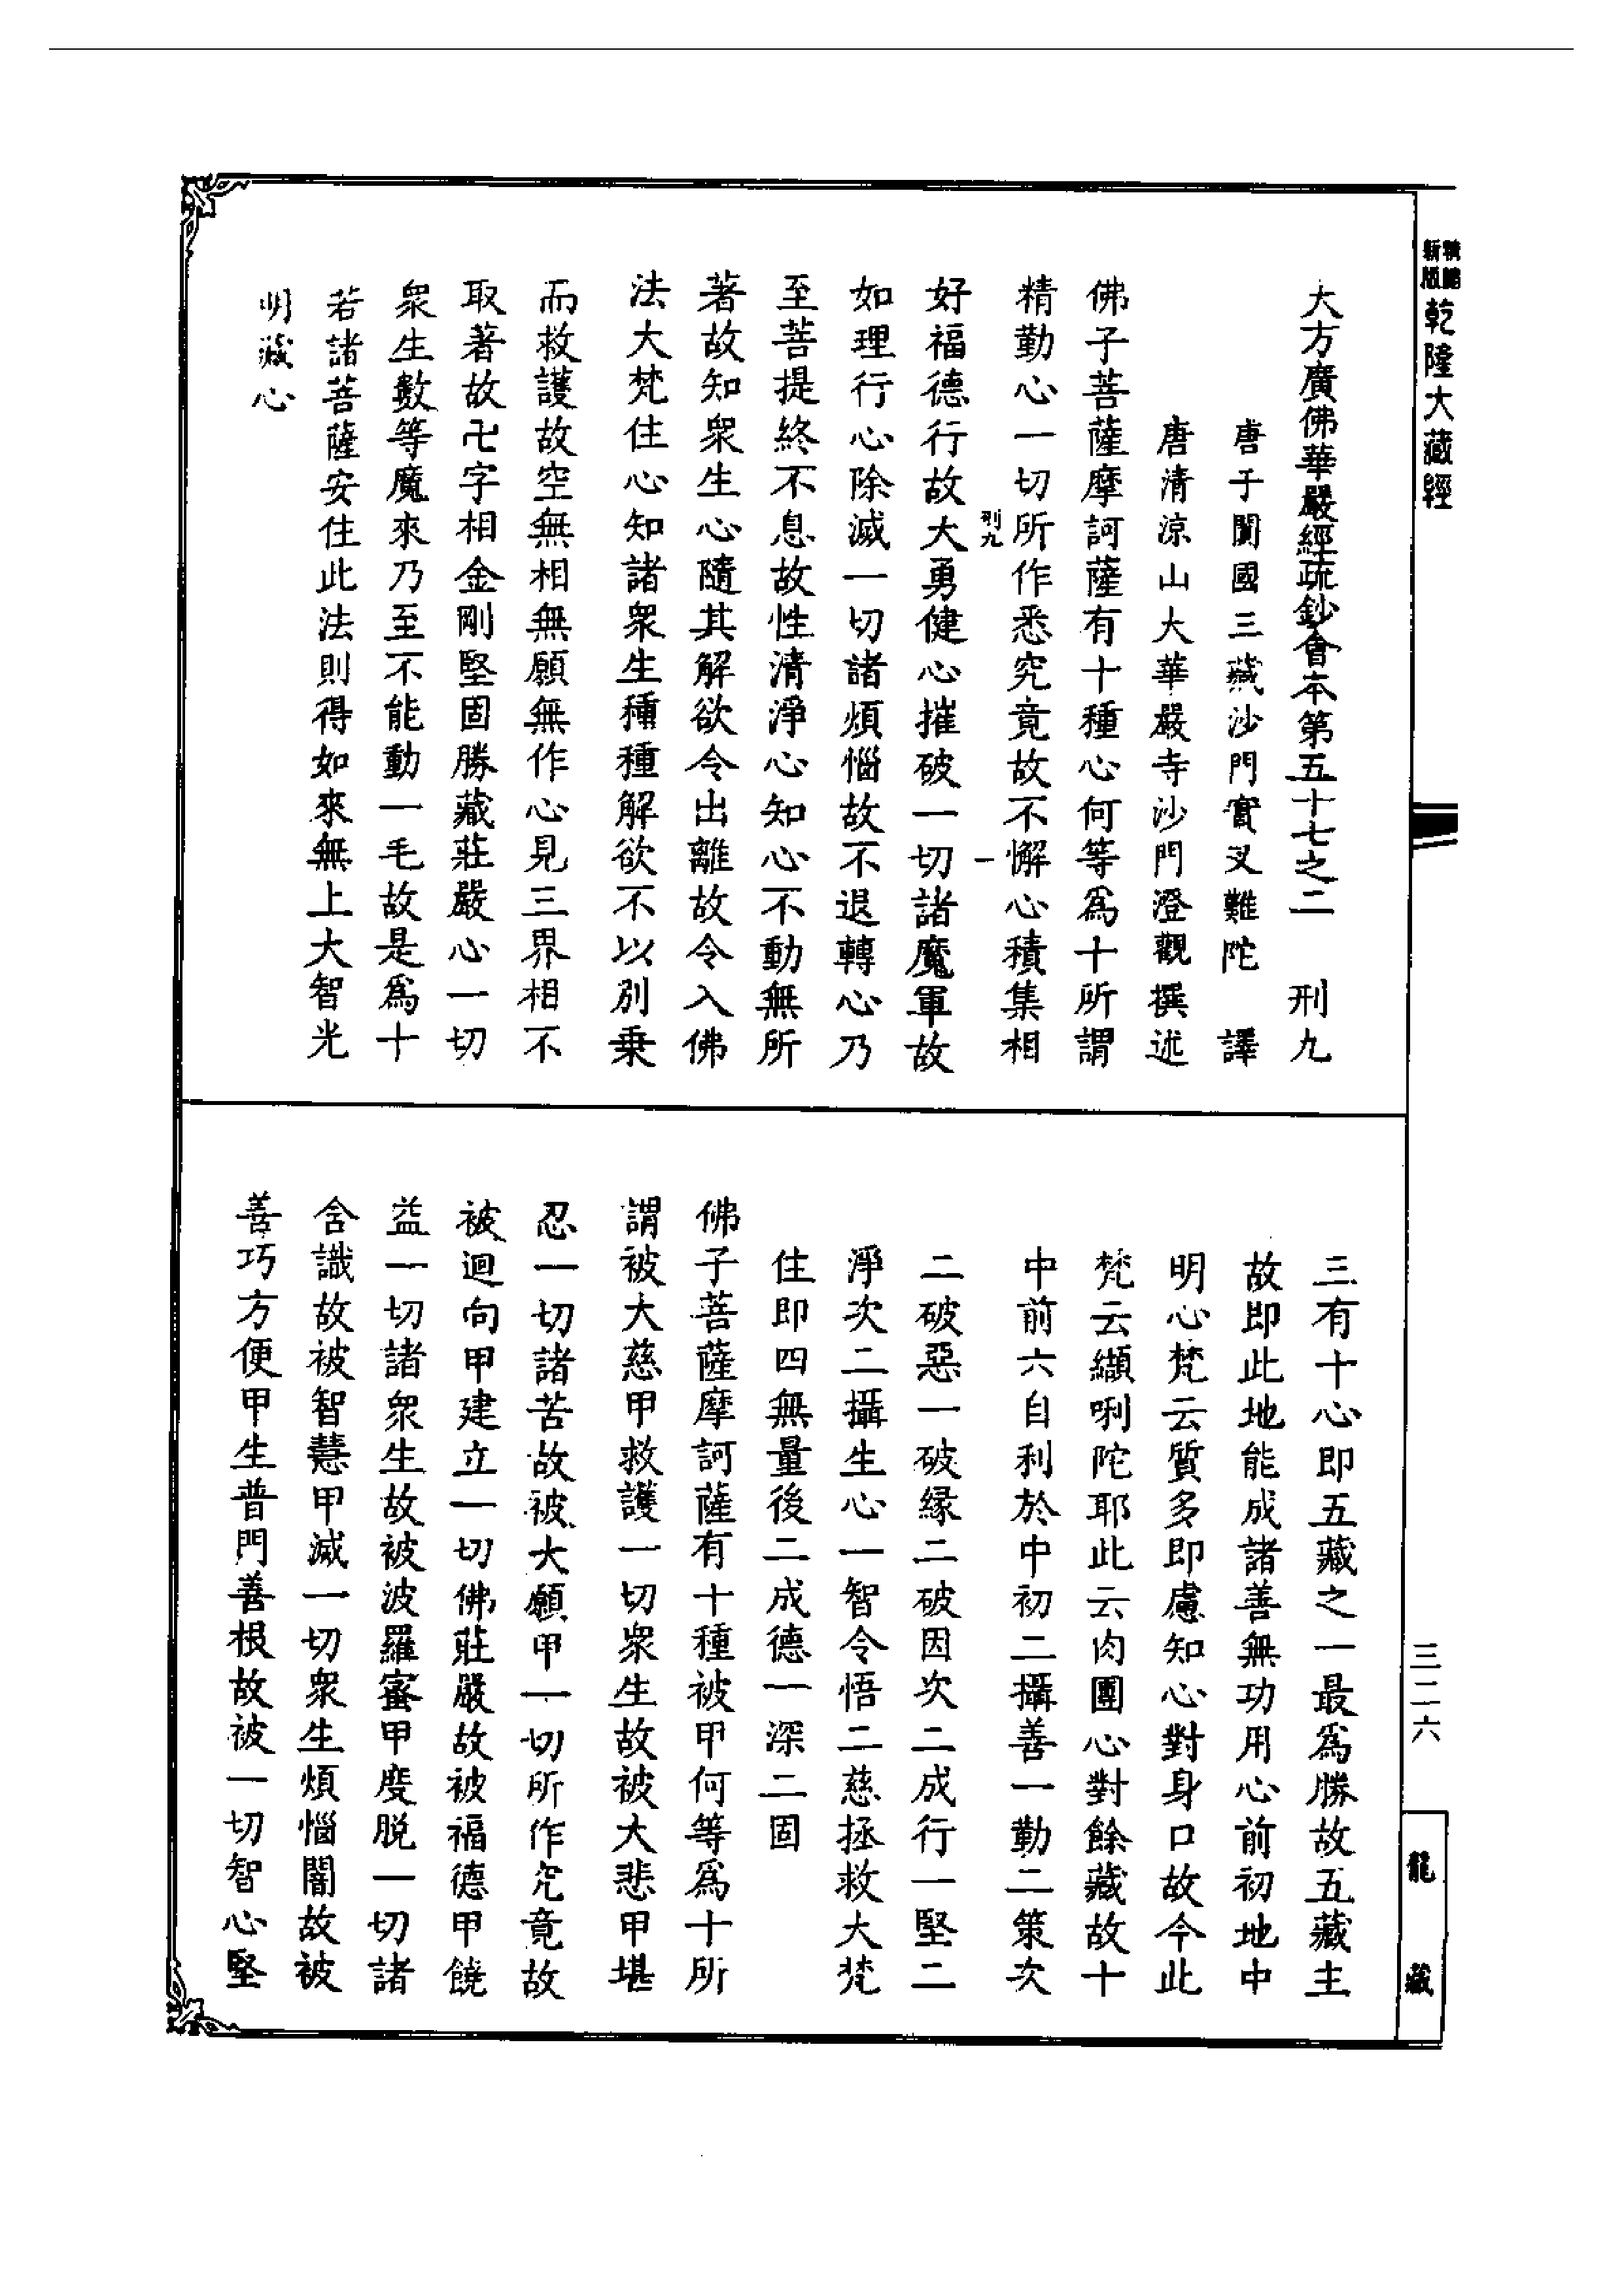 新版
精縮
乾隆大藏經
大方廣佛華嚴經疏鈔會本第五十七之二 刑九
唐于闐國三藏沙門實叉難陀 譯
唐清涼山大華嚴寺沙門澄觀撰述
佛子菩薩摩訶薩有十種心何等為十所謂
精勤心一切所作悉究竟故不懈心積集相
刑九 一
好福德行故大勇健心摧破一切諸魔軍故
如理行心除滅一切諸煩惱故不退轉心乃
至菩提終不息故性清淨心知心不動無所
著故知衆生心隨其解欲令出離故令入佛
法大梵住心知諸衆生種種解欲不以別乗
而救護故空無相無願無作心見三界相不
取著故卍字相金剛堅固勝藏莊嚴心一切
衆生數等魔來乃至不能動一毛故是為十
若諸菩薩安住此法則得如來無上大智光
明藏心
三有十心即五藏之一最為勝故五藏主
故即此地能成諸善無功用心前初地中
明心梵云質多即慮知心對身口故今此
梵云纈唎陀耶此云肉團心對餘藏故十
中前六自利於中初二攝善一勤二策次
二破惡一破緣二破因次二成行一堅二
淨次二攝生心一智令悟二慈拯救大梵
住即四無量後二成德一深二固
佛子菩薩摩訶薩有十種被甲何等為十所
謂被大慈甲救護一切衆生故被大悲甲堪
忍一切諸苦故被大願甲一切所作究竟故
被迴向甲建立一切佛莊嚴故被福德甲饒
益一切諸衆生故被波羅蜜甲度脫一切諸
含識故被智慧甲滅一切衆生煩惱闇故被
善巧方便甲生普門善根故被一切智心堅
三二六
龍藏